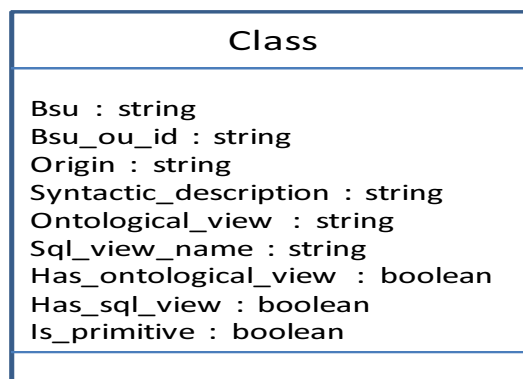 Class
Bsu : string
Bsu_ou_id : string
Origin : string
Syntactic_description : string
Ontological_view : string
Sql_view_name : string
Has_ontological_view : boolean
Has_sql_view : boolean
Is_primitive : boolean